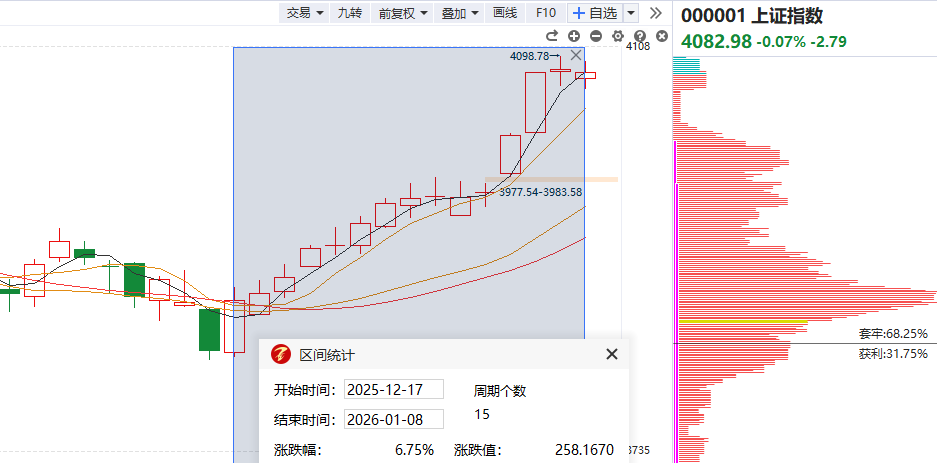 交易 九转 前复权 叠加 画线 F10 自选
4108
4098.78
3977.54-3983.58
3735
000001 上证指数
4082.98 -0.07% -2.79
套牢:68.25%
获利:31.75%
区间统计
开始时间: 2025-12-17 周期个数
结束时间: 2026-01-08 15
涨跌幅: 6.75% 涨跌值: 258.1670